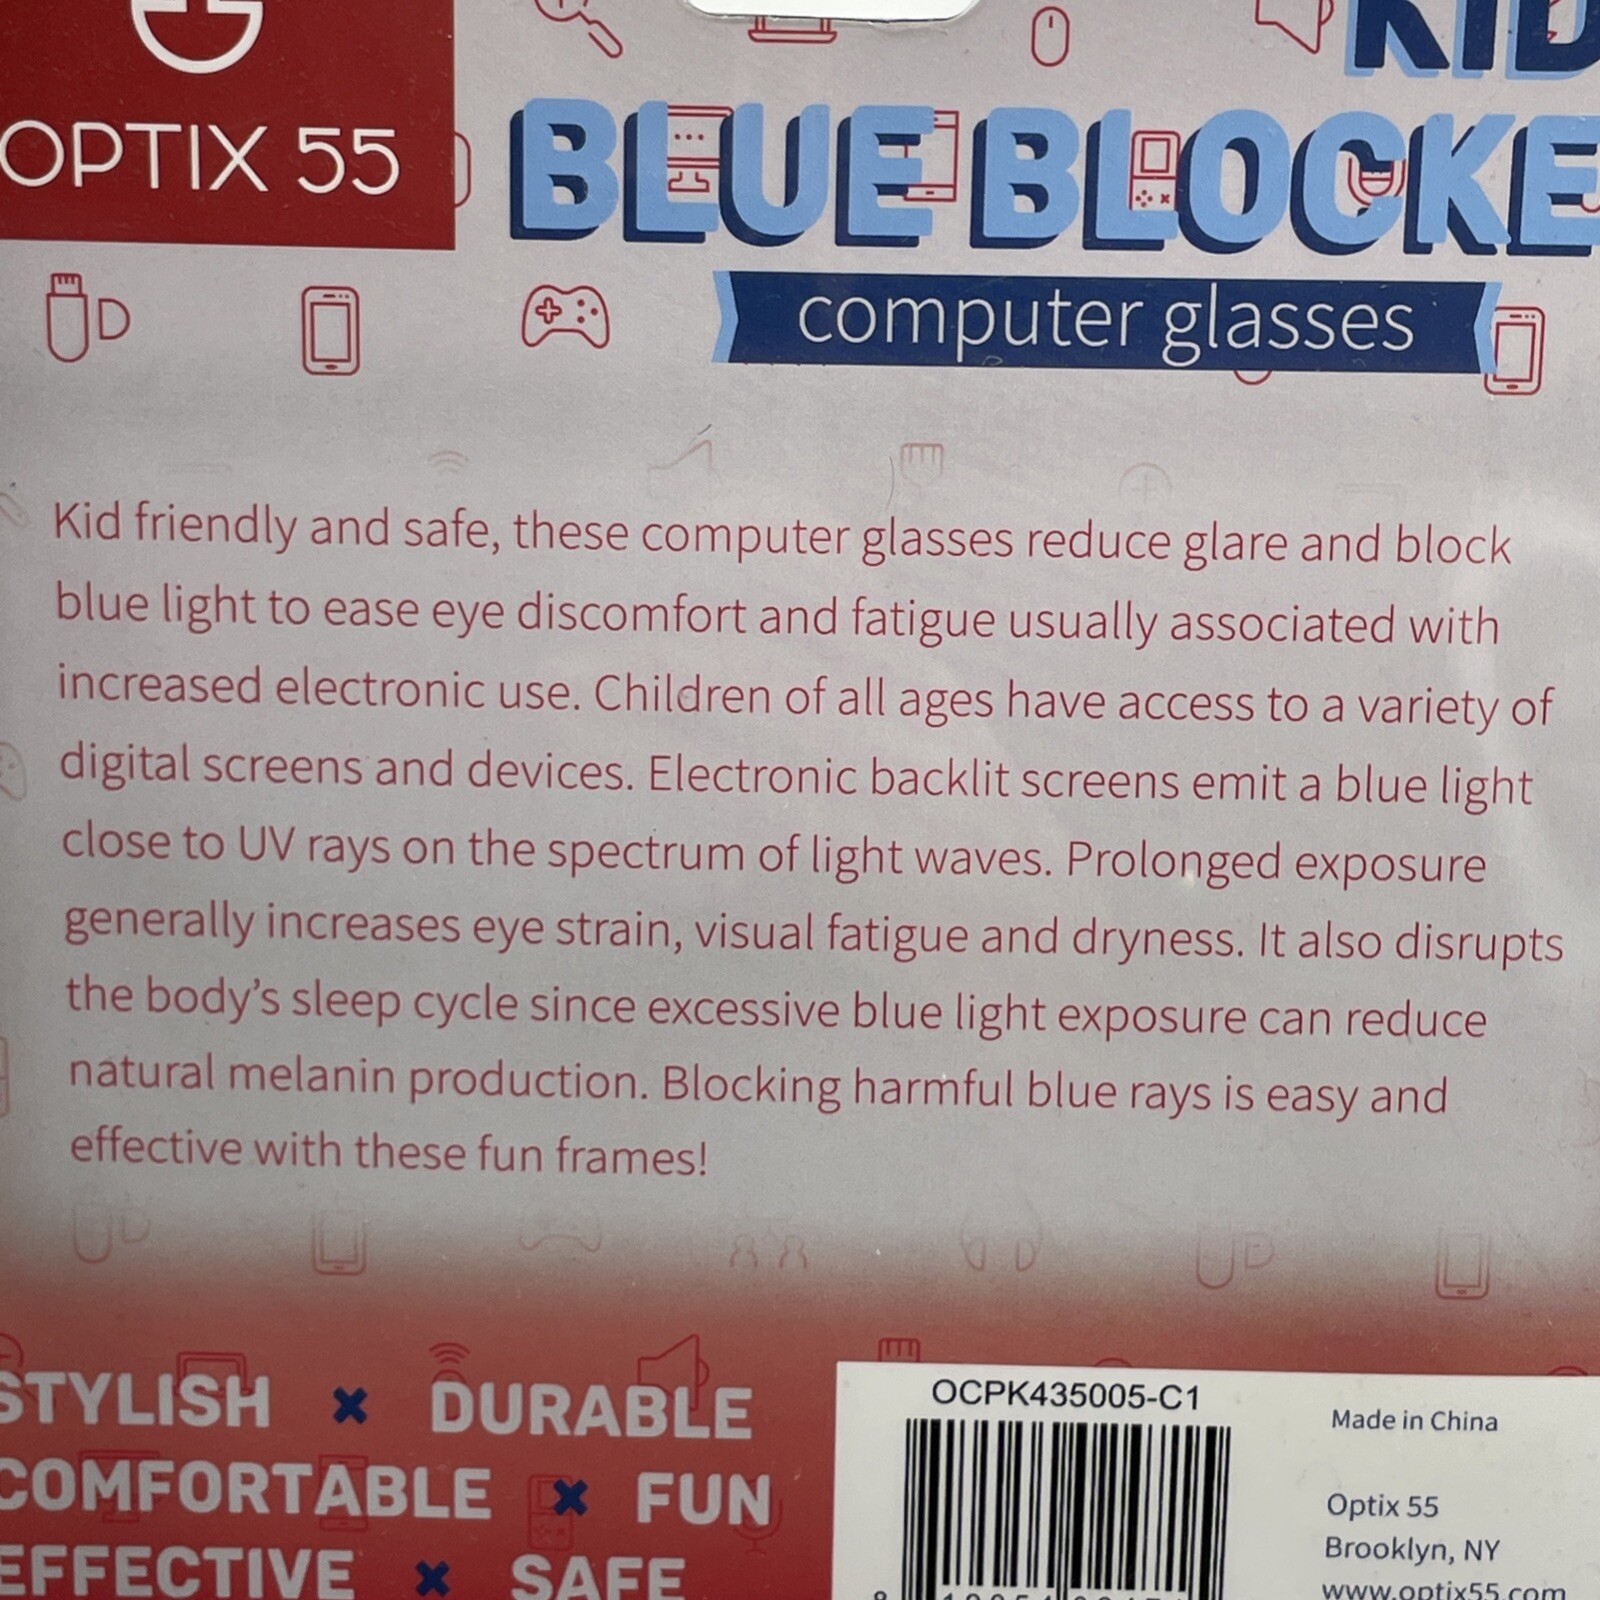 KID
OPTIX 55
BLUE BLOCKE
computer glasses
Kid friendly and safe, these computer glasses reduce glare and block
blue light to ease eye discomfort and fatigue usually associated with
increased electronic use. Children of all ages have access to a variety of
digital screens and devices. Electronic backlit screens emit a blue light
close to UV rays on the spectrum of light waves. Prolonged exposure
generally increases eye strain, visual fatigue and dryness. It also disrupts
the body’s sleep cycle since excessive blue light exposure can reduce
natural melanin production. Blocking harmful blue rays is easy and
effective with these fun frames!
STYLISH × DURABLE
COMFORTABLE × FUN
EFFECTIVE × SAFE
OCPK435005-C1
Made in China
Optix 55
Brooklyn, NY
www.optix55.com